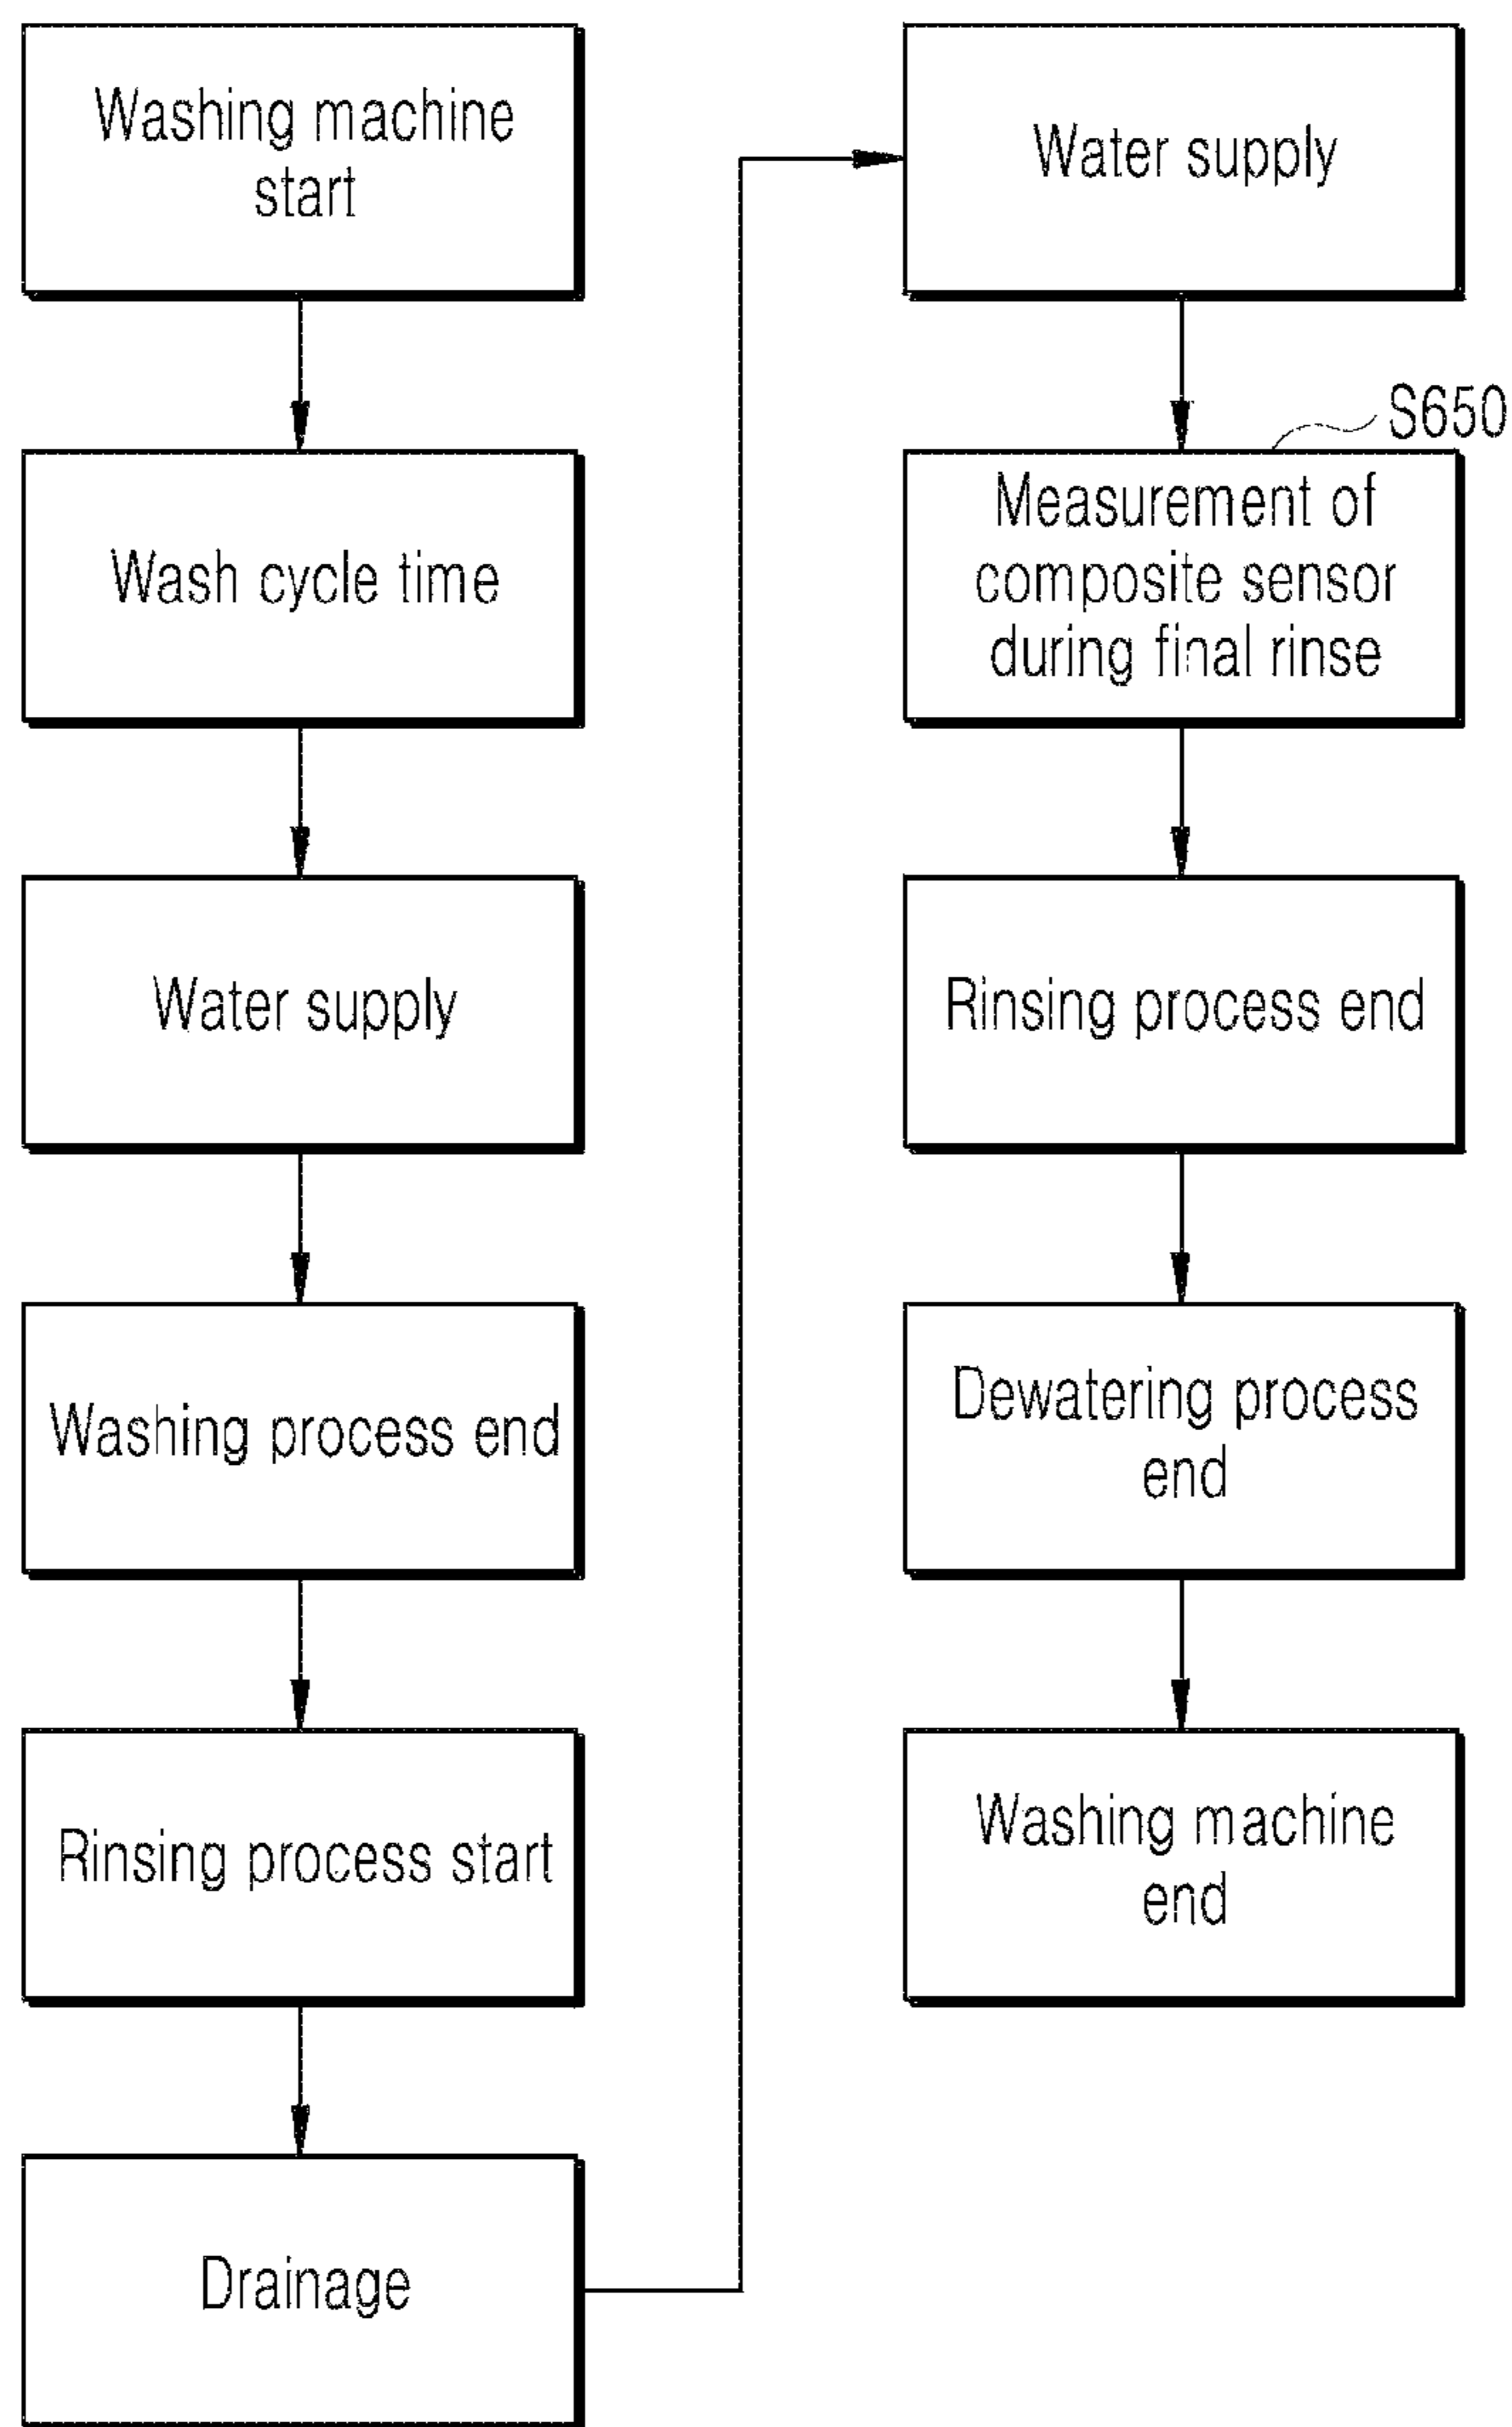 Washing machine
start
Wash cycle time
Water supply
Washing process end
Rinsing process start
Drainage
Water supply
S650
Measurement of
composite sensor
during final rinse
Rinsing process end
Dewatering process
end
Washing machine
end